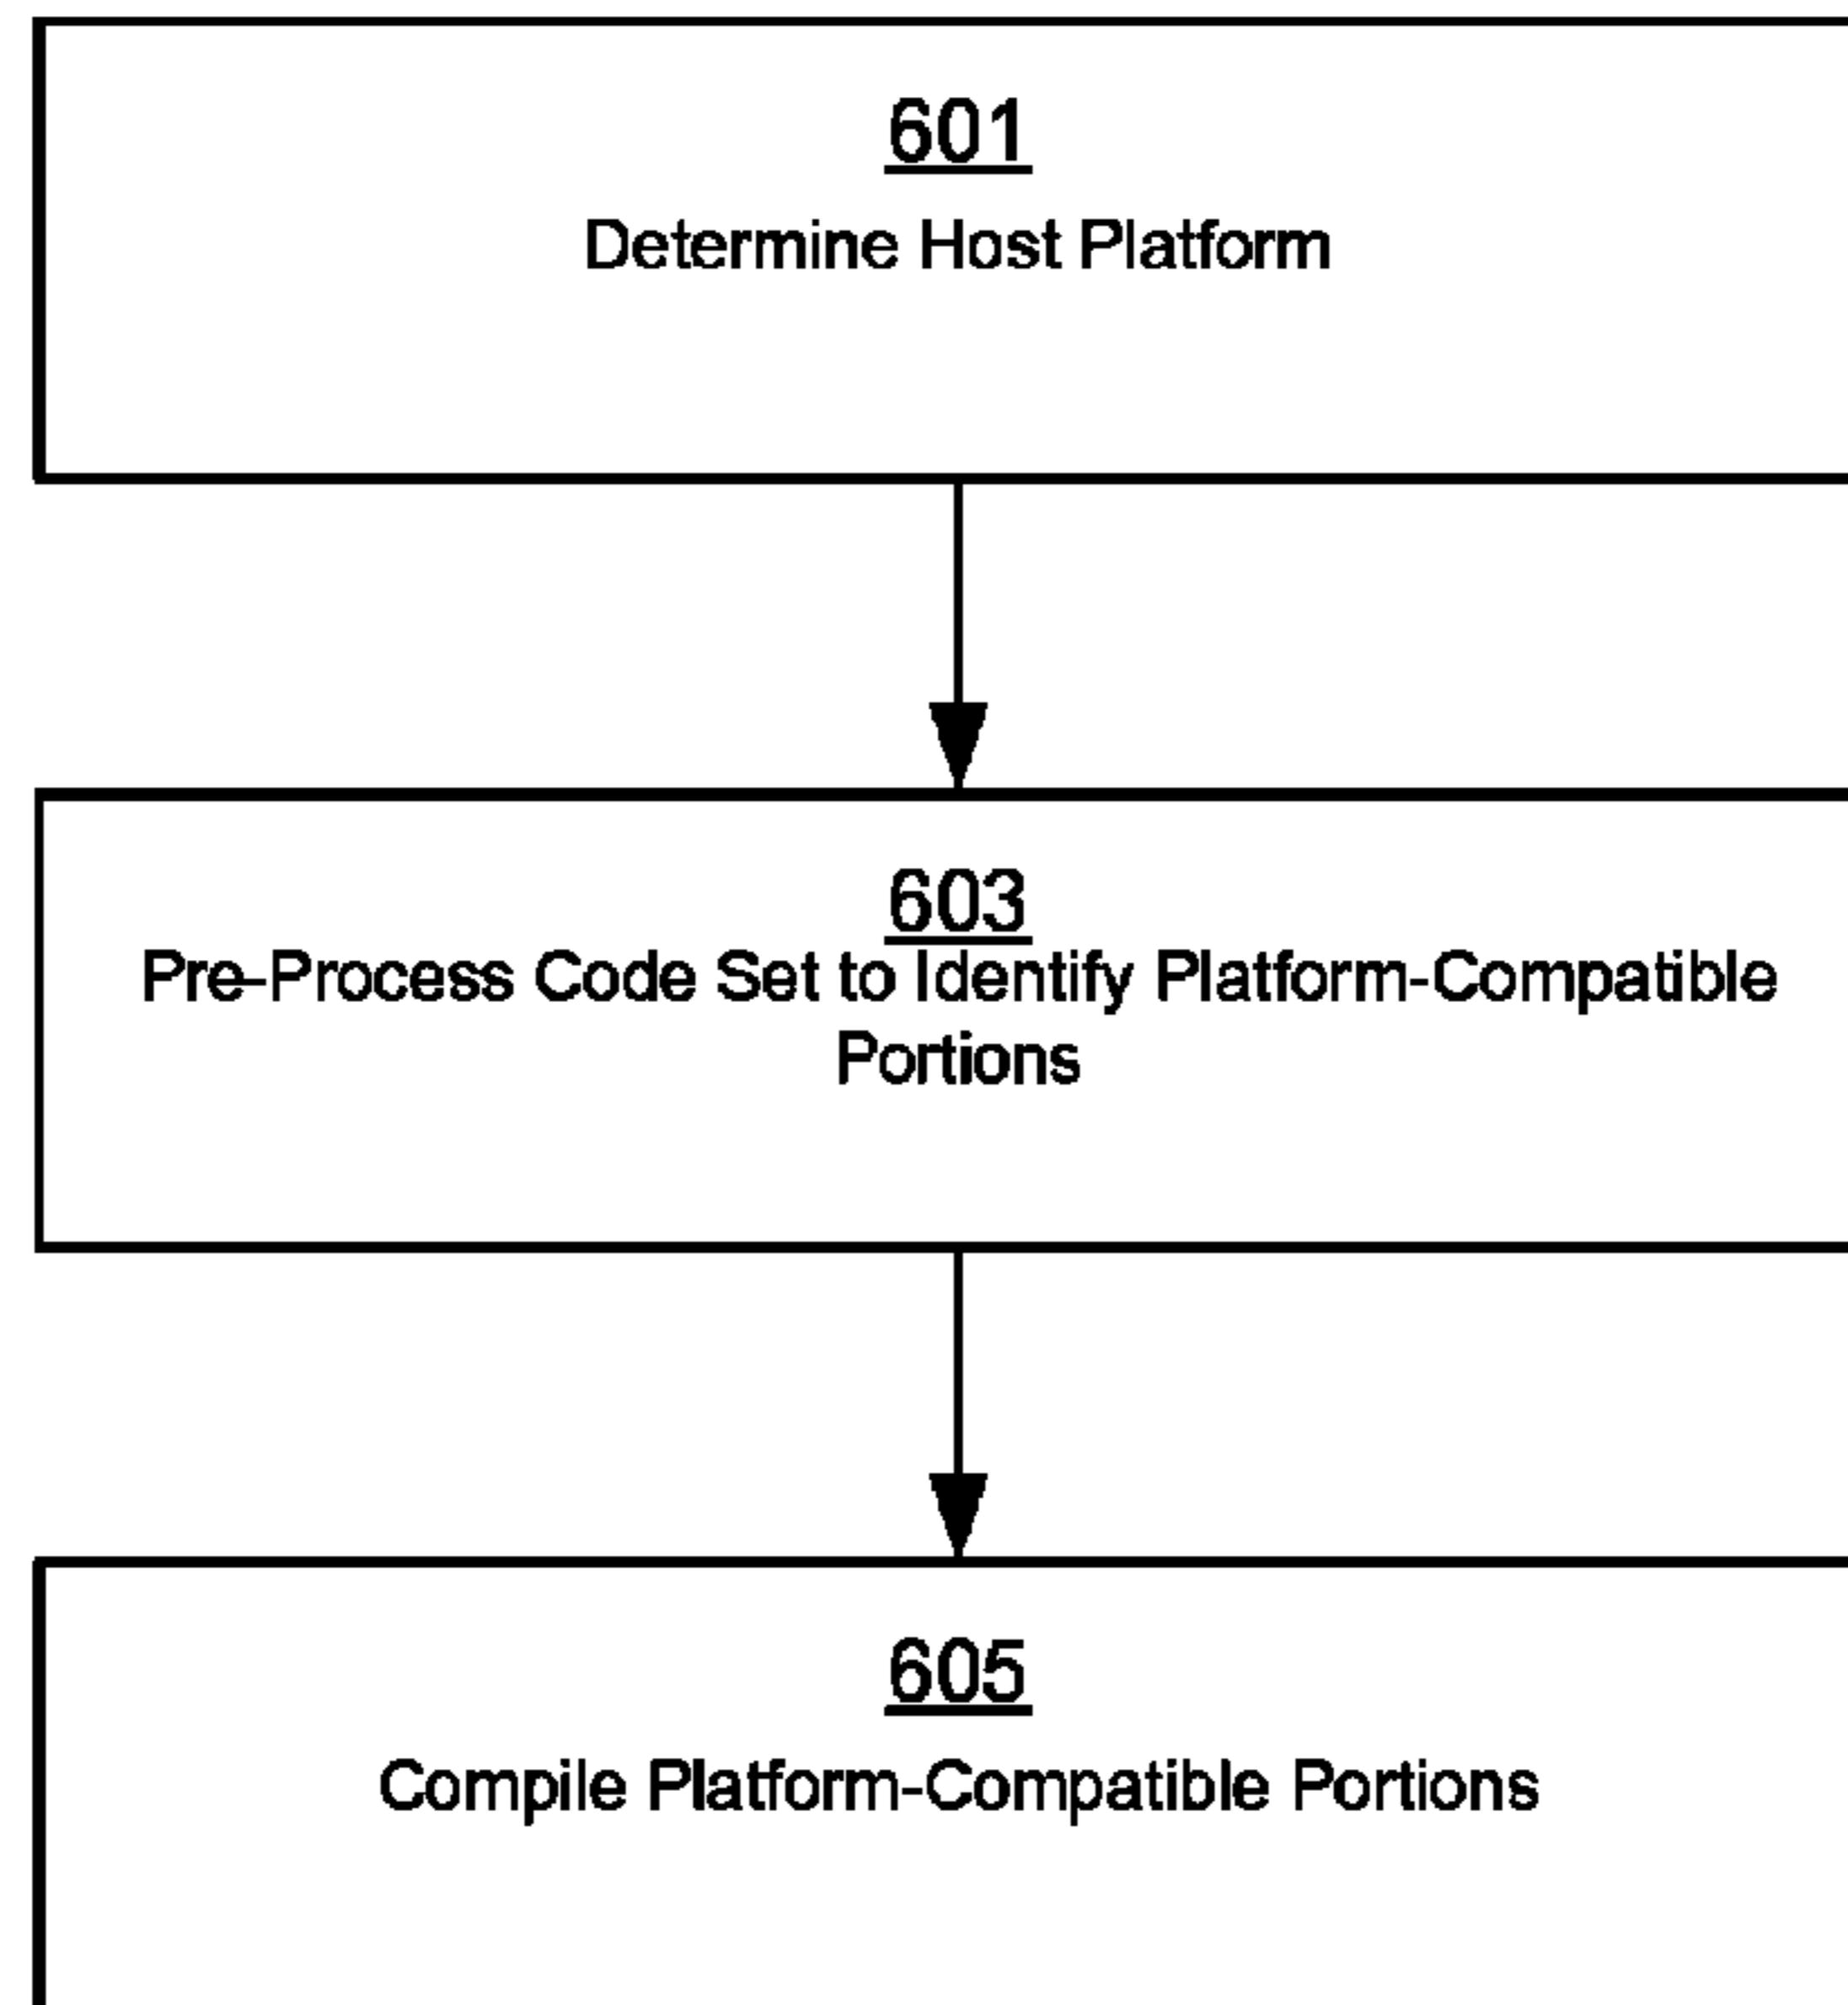 601
Determine Host Platform
603
Pre-Process Code Set to Identify Platform-Compatible
Portions
605
Compile Platform-Compatible Portions